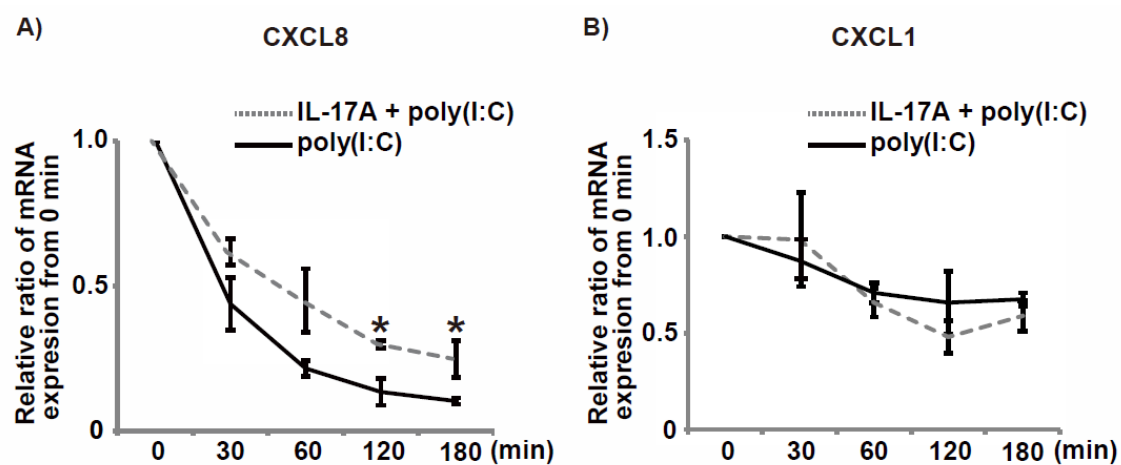 A)
CXCL8
IL-17A + poly(I:C)
poly(I:C)
Relative ratio of mRNA
expresion from 0 min
1.0
0.5
0
*
*
0 30 60 120 180 (min)
B)
CXCL1
IL-17A + poly(I:C)
poly(I:C)
Relative ratio of mRNA
expresion from 0 min
1.5
1.0
0.5
0
0 30 60 120 180 (min)